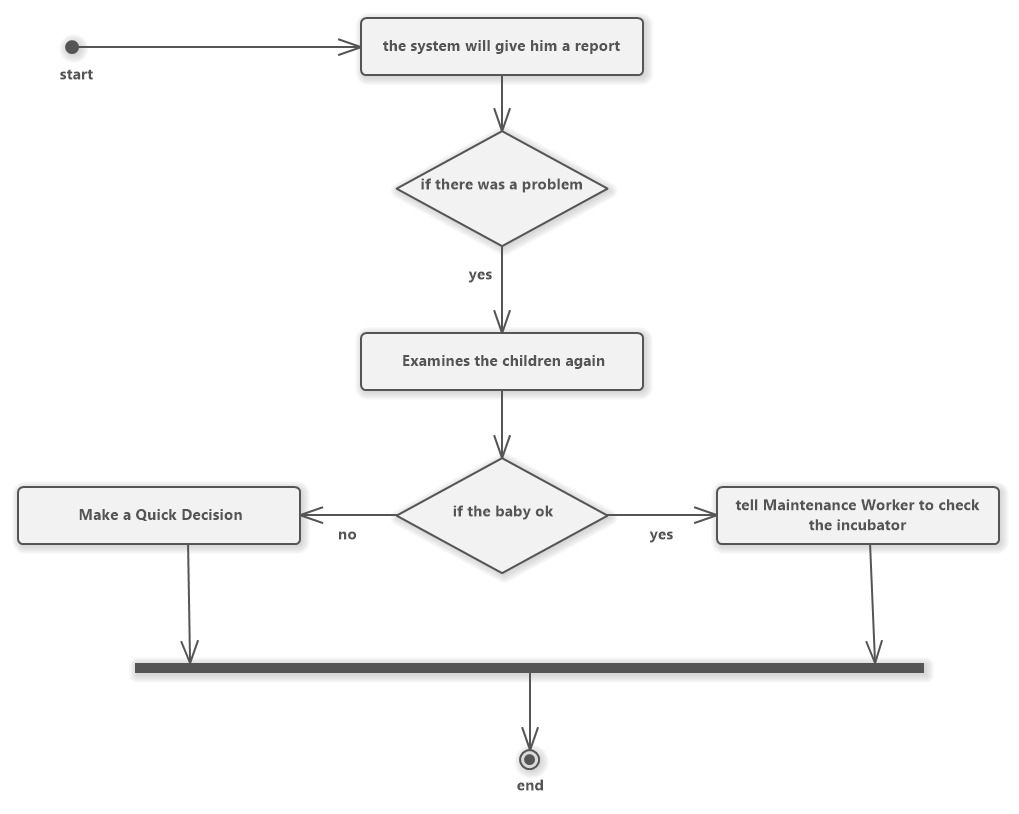 the system will give him a report
start
if there was a problem
yes
Examines the children again
Make a Quick Decision
if the baby ok
tell Maintenance Worker to check
the incubator
no
yes
end